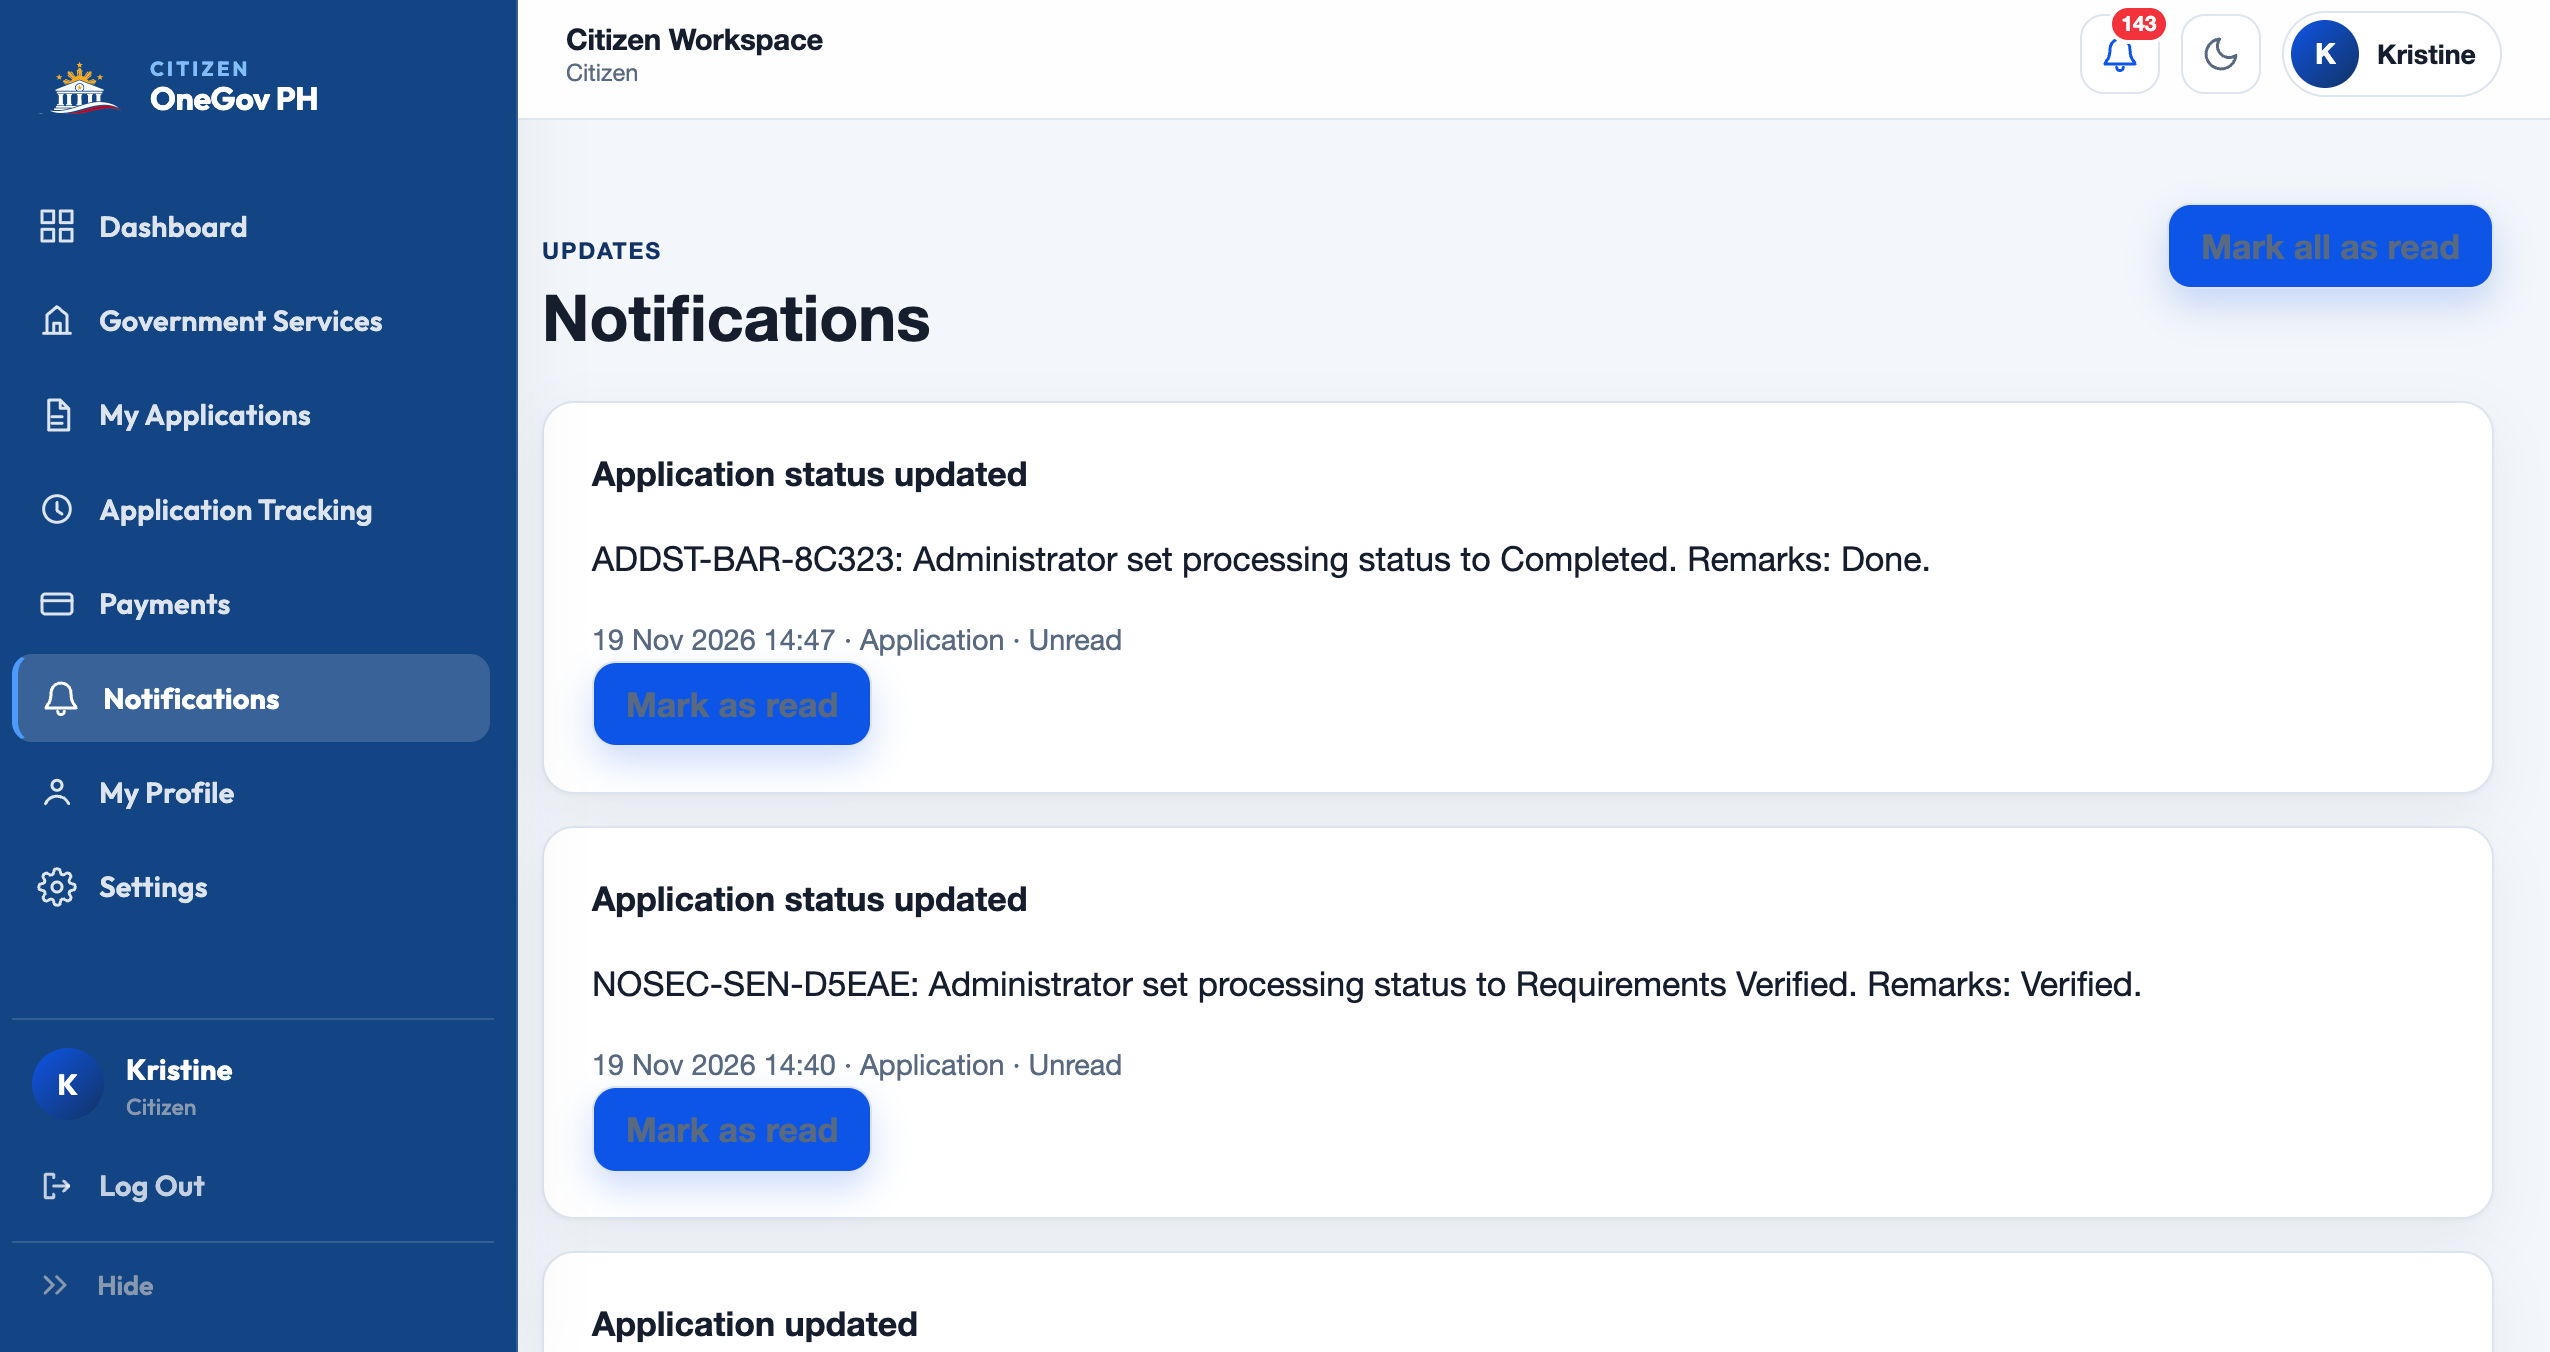 CITIZEN
OneGov PH
Dashboard
Government Services
My Applications
Application Tracking
Payments
Notifications
My Profile
Settings
K
Kristine
Citizen
Log Out
Hide
Citizen Workspace
Citizen
143
K
Kristine
UPDATES
Notifications
Mark all as read
Application status updated
ADDST-BAR-8C323: Administrator set processing status to Completed. Remarks: Done.
19 Nov 2026 14:47 · Application · Unread
Mark as read
Application status updated
NOSEC-SEN-D5EAE: Administrator set processing status to Requirements Verified. Remarks: Verified.
19 Nov 2026 14:40 · Application · Unread
Mark as read
Application updated